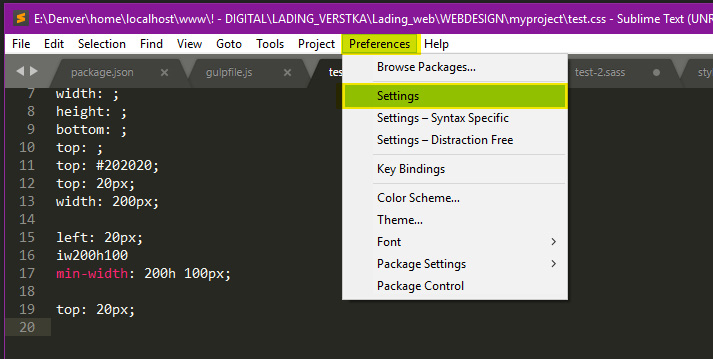 E:\Denver\home\localhost\www\! - DIGITAL\LADING_VERSTKA\Lading_web\WEBDESIGN\myproject\test.css - Sublime Text (UNR
File Edit Selection Find View Goto Tools Project Preferences Help
package.json × gulpfile.js × tes test-2.sass sty
Browse Packages...
Settings
Settings – Syntax Specific
Settings – Distraction Free
Key Bindings
Color Scheme...
Theme...
Font
Package Settings
Package Control
7 width: ;
8 height: ;
9 bottom: ;
10 top: ;
11 top: #202020;
12 top: 20px;
13 width: 200px;
14
15 left: 20px;
16 iw200h100
17 min-width: 200h 100px;
18
19 top: 20px;
20